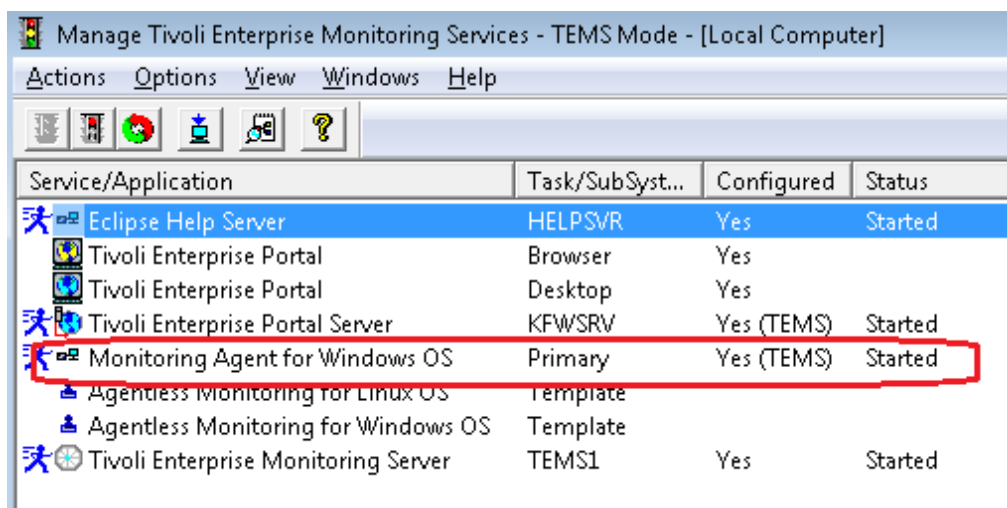 Manage Tivoli Enterprise Monitoring Services - TEMS Mode - [Local Computer]
Actions Options View Windows Help
Service/Application Task/SubSyst... Configured Status
Eclipse Help Server HELPSVR Yes Started
Tivoli Enterprise Portal Browser Yes
Tivoli Enterprise Portal Desktop Yes
Tivoli Enterprise Portal Server KFWSRV Yes (TEMS) Started
Monitoring Agent for Windows OS Primary Yes (TEMS) Started
Agentless Monitoring for Linux OS Template
Agentless Monitoring for Windows OS Template
Tivoli Enterprise Monitoring Server TEMS1 Yes Started